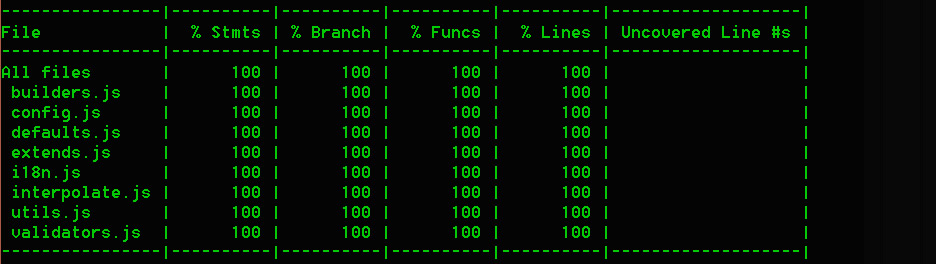 ----------------|----------|----------|----------|----------|-------------------|
File            |  % Stmts | % Branch |  % Funcs |  % Lines | Uncovered Line #s |
----------------|----------|----------|----------|----------|-------------------|
All files       |      100 |      100 |      100 |      100 |                   |
 builders.js    |      100 |      100 |      100 |      100 |                   |
 config.js      |      100 |      100 |      100 |      100 |                   |
 defaults.js    |      100 |      100 |      100 |      100 |                   |
 extends.js     |      100 |      100 |      100 |      100 |                   |
 i18n.js        |      100 |      100 |      100 |      100 |                   |
 interpolate.js |      100 |      100 |      100 |      100 |                   |
 utils.js       |      100 |      100 |      100 |      100 |                   |
 validators.js  |      100 |      100 |      100 |      100 |                   |
----------------|----------|----------|----------|----------|-------------------|